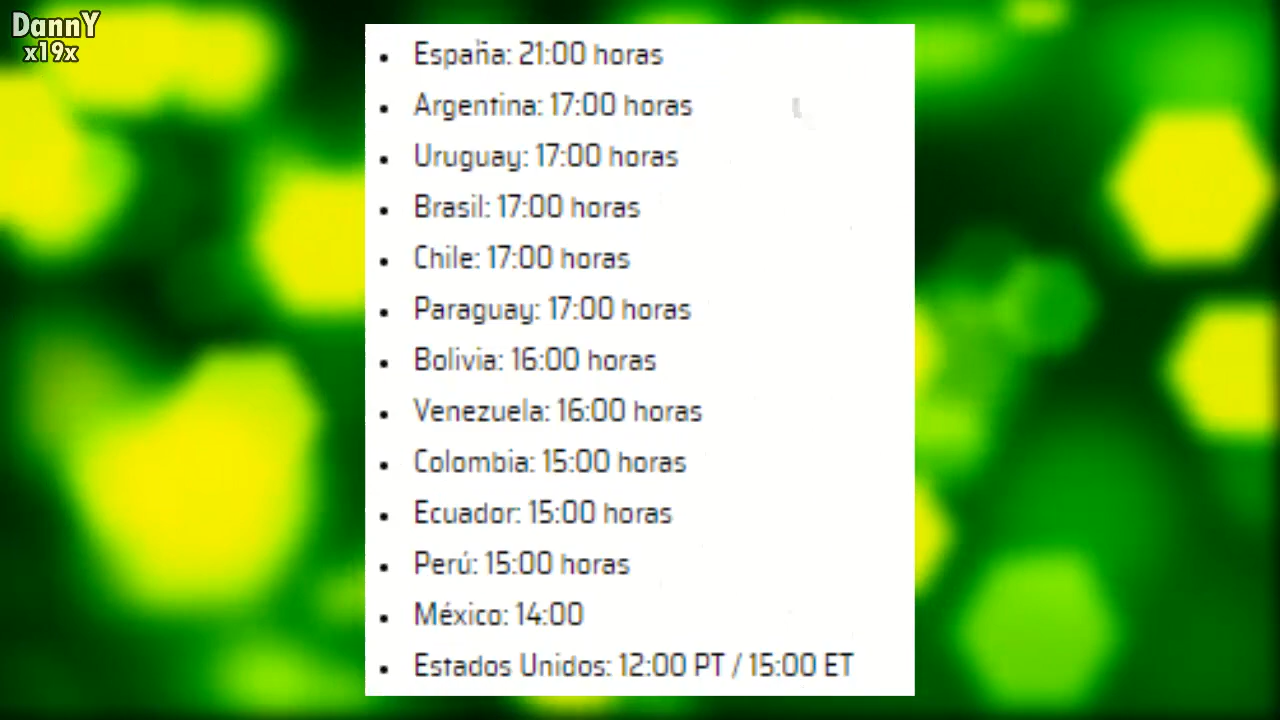 DannY
x19x
• España: 21:00 horas
• Argentina: 17:00 horas
• Uruguay: 17:00 horas
• Brasil: 17:00 horas
• Chile: 17:00 horas
• Paraguay: 17:00 horas
• Bolivia: 16:00 horas
• Venezuela: 16:00 horas
• Colombia: 15:00 horas
• Ecuador: 15:00 horas
• Perú: 15:00 horas
• México: 14:00
• Estados Unidos: 12:00 PT / 15:00 ET